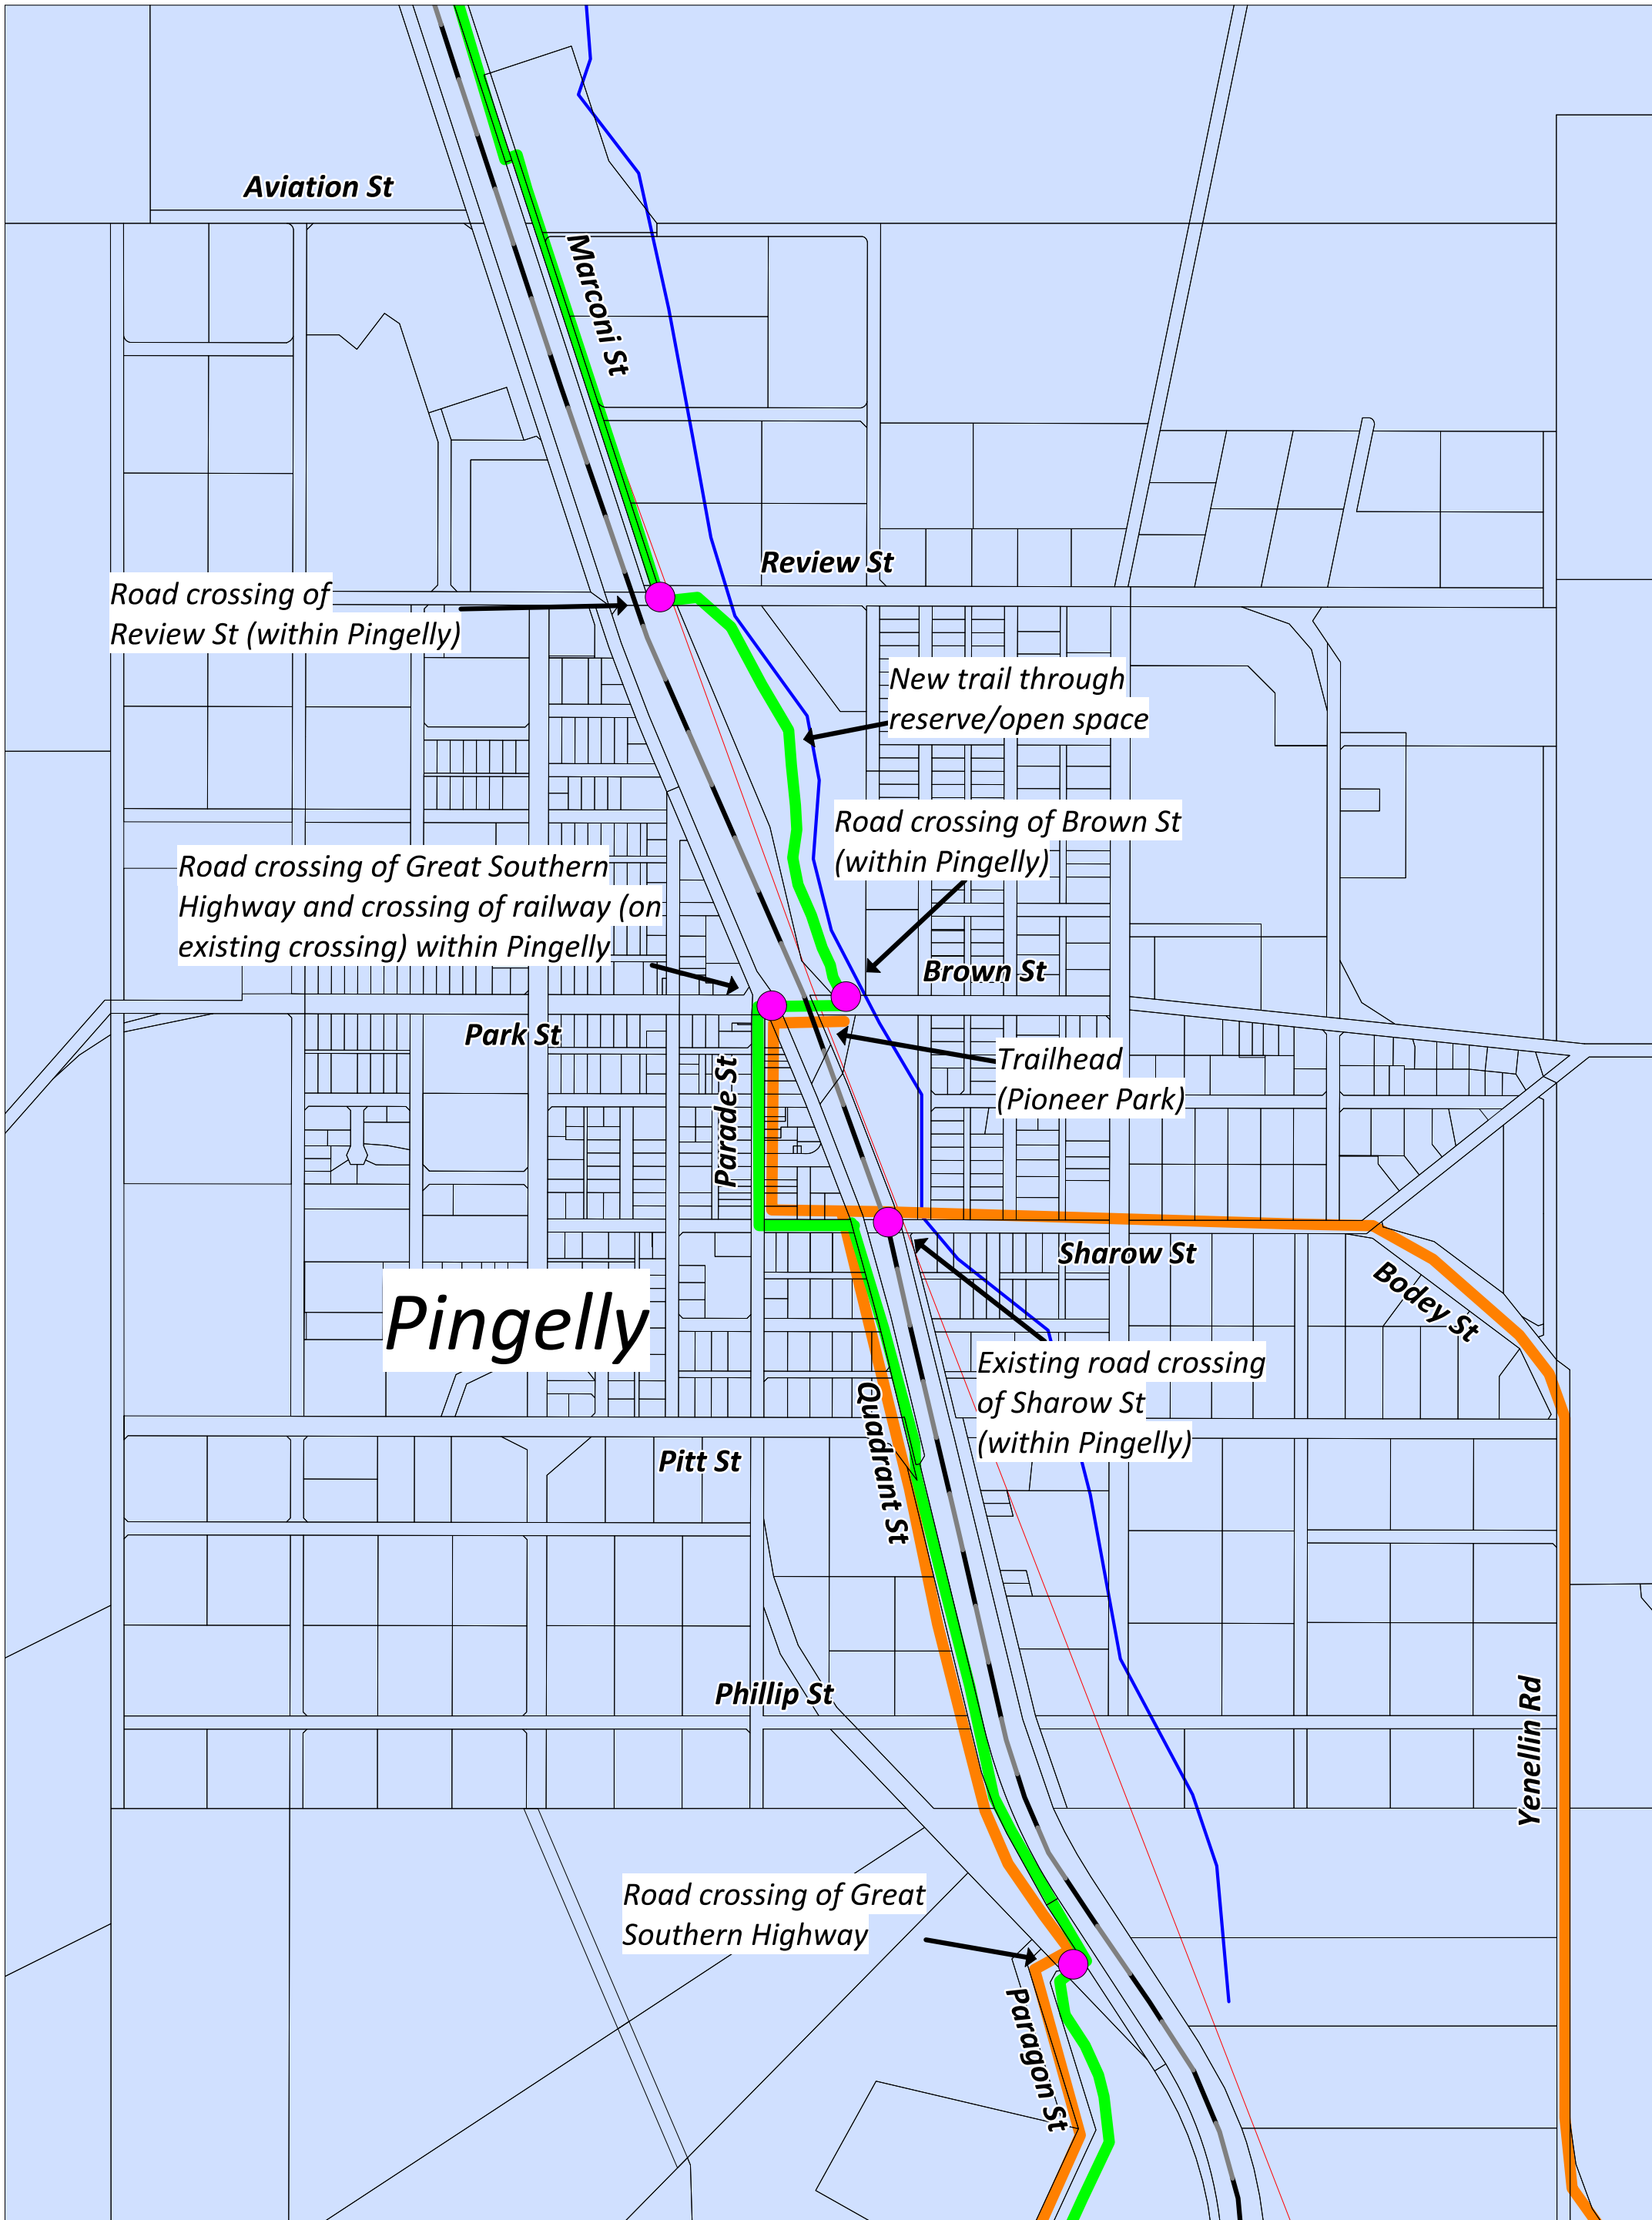 Aviation St
Marconi St
Review St
Road crossing of
Review St (within Pingelly)
New trail through
reserve/open space
Road crossing of Brown St
(within Pingelly)
Road crossing of Great Southern
Highway and crossing of railway (on
existing crossing) within Pingelly
Brown St
Park St
Trailhead
(Pioneer Park)
Parade St
Sharow St
Bodey St
Pingelly
Existing road crossing
of Sharow St
(within Pingelly)
Quadrant St
Pitt St
Phillip St
Yenellin Rd
Road crossing of Great
Southern Highway
Paragon St